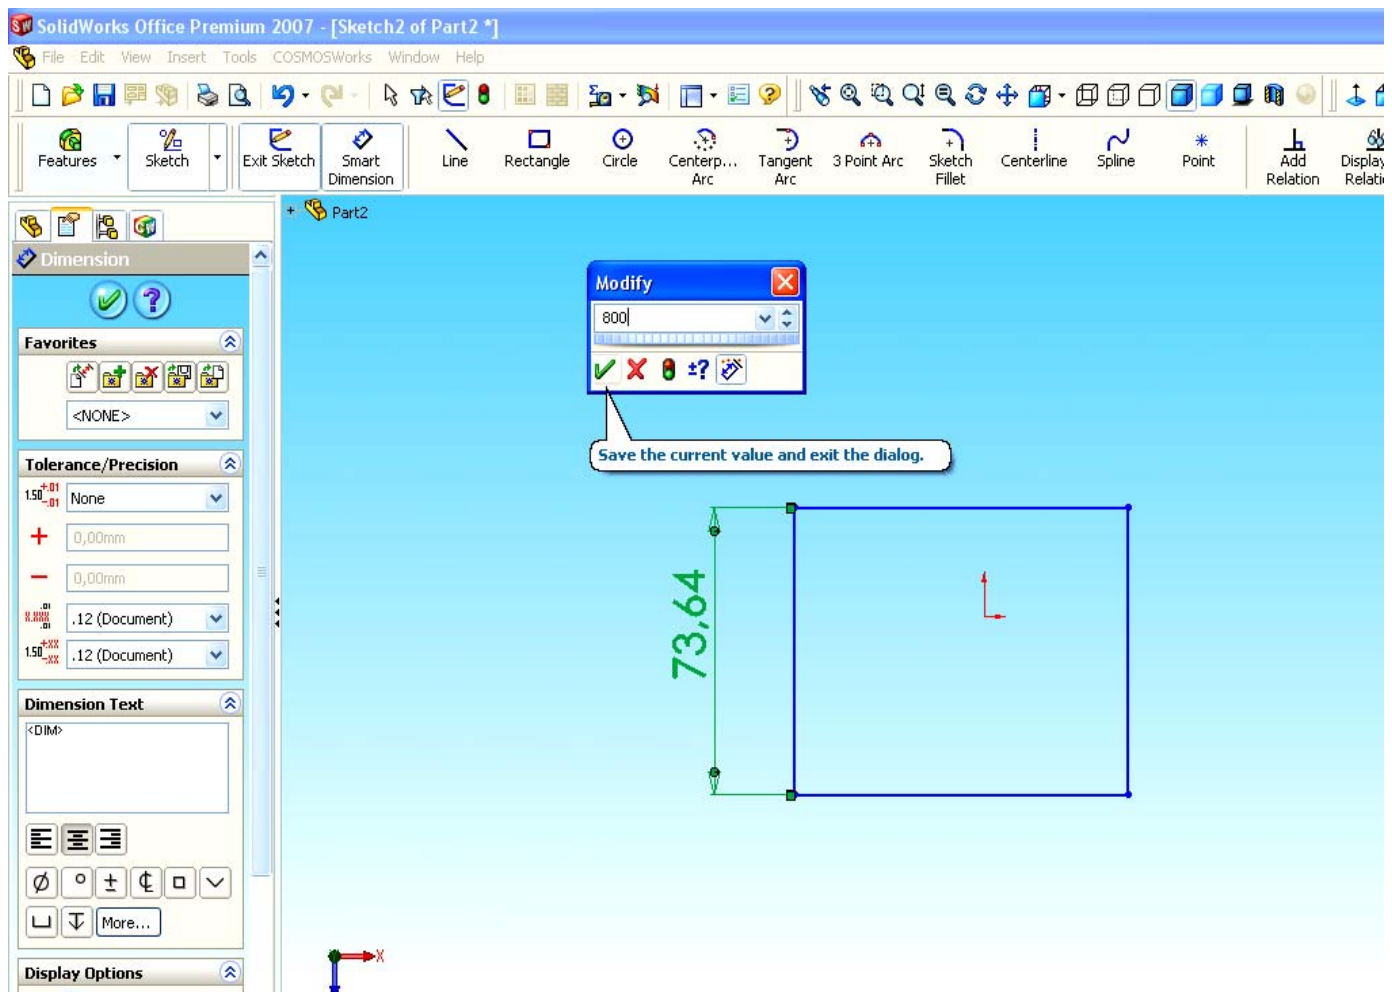 SolidWorks Office Premium 2007 - [Sketch2 of Part2 *]
File Edit View Insert Tools COSMOSWorks Window Help
Features Sketch Exit Sketch Smart Dimension Line Rectangle Circle Centerp... Arc Tangent Arc 3 Point Arc Sketch Fillet Centerline Spline Point Add Relation
Part2
Dimension
Modify
800
Favorites
<NONE>
Save the current value and exit the dialog.
Tolerance/Precision
None
0,00mm
0,00mm
.12 (Document)
.12 (Document)
73,64
Dimension Text
<DIM>
More...
X
Display Options